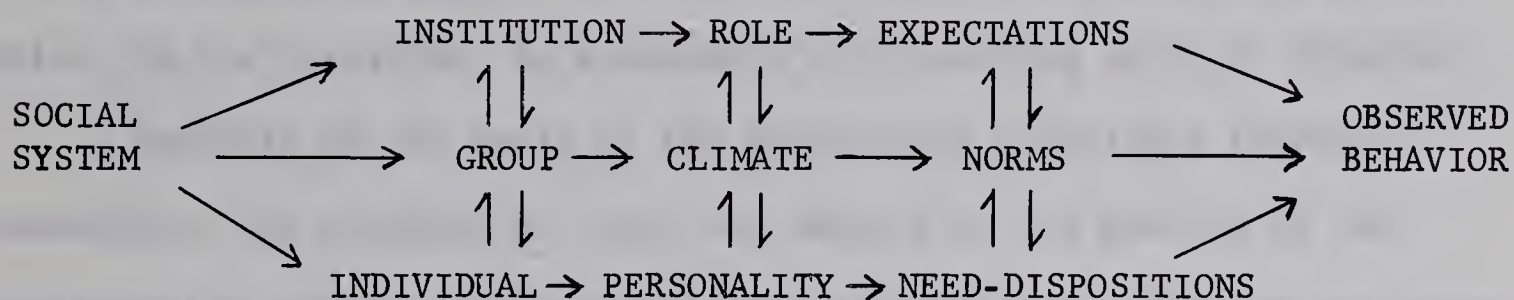 INSTITUTION → ROLE → EXPECTATIONS
SOCIAL
SYSTEM
GROUP → CLIMATE → NORMS
OBSERVED
BEHAVIOR
INDIVIDUAL → PERSONALITY → NEED-DISPOSITIONS